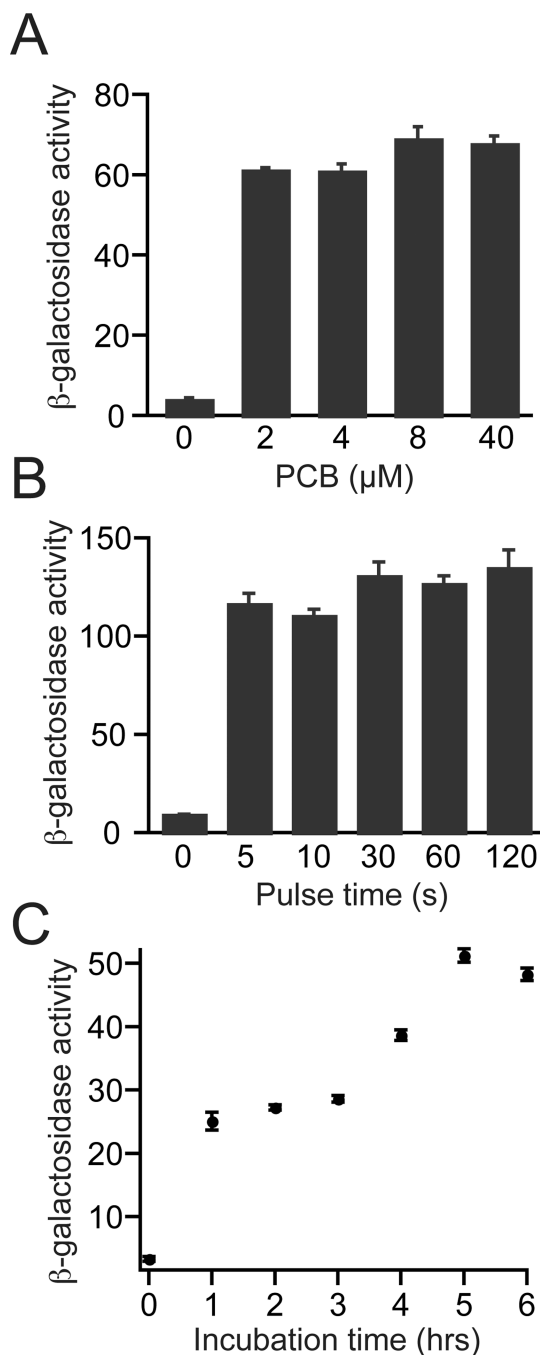 A
β-galactosidase activity
80
60
40
20
0
0 2 4 8 40
PCB (µM)
B
β-galactosidase activity
150
100
50
0
0 5 10 30 60 120
Pulse time (s)
C
β-galactosidase activity
50
40
30
20
10
0 1 2 3 4 5 6
Incubation time (hrs)